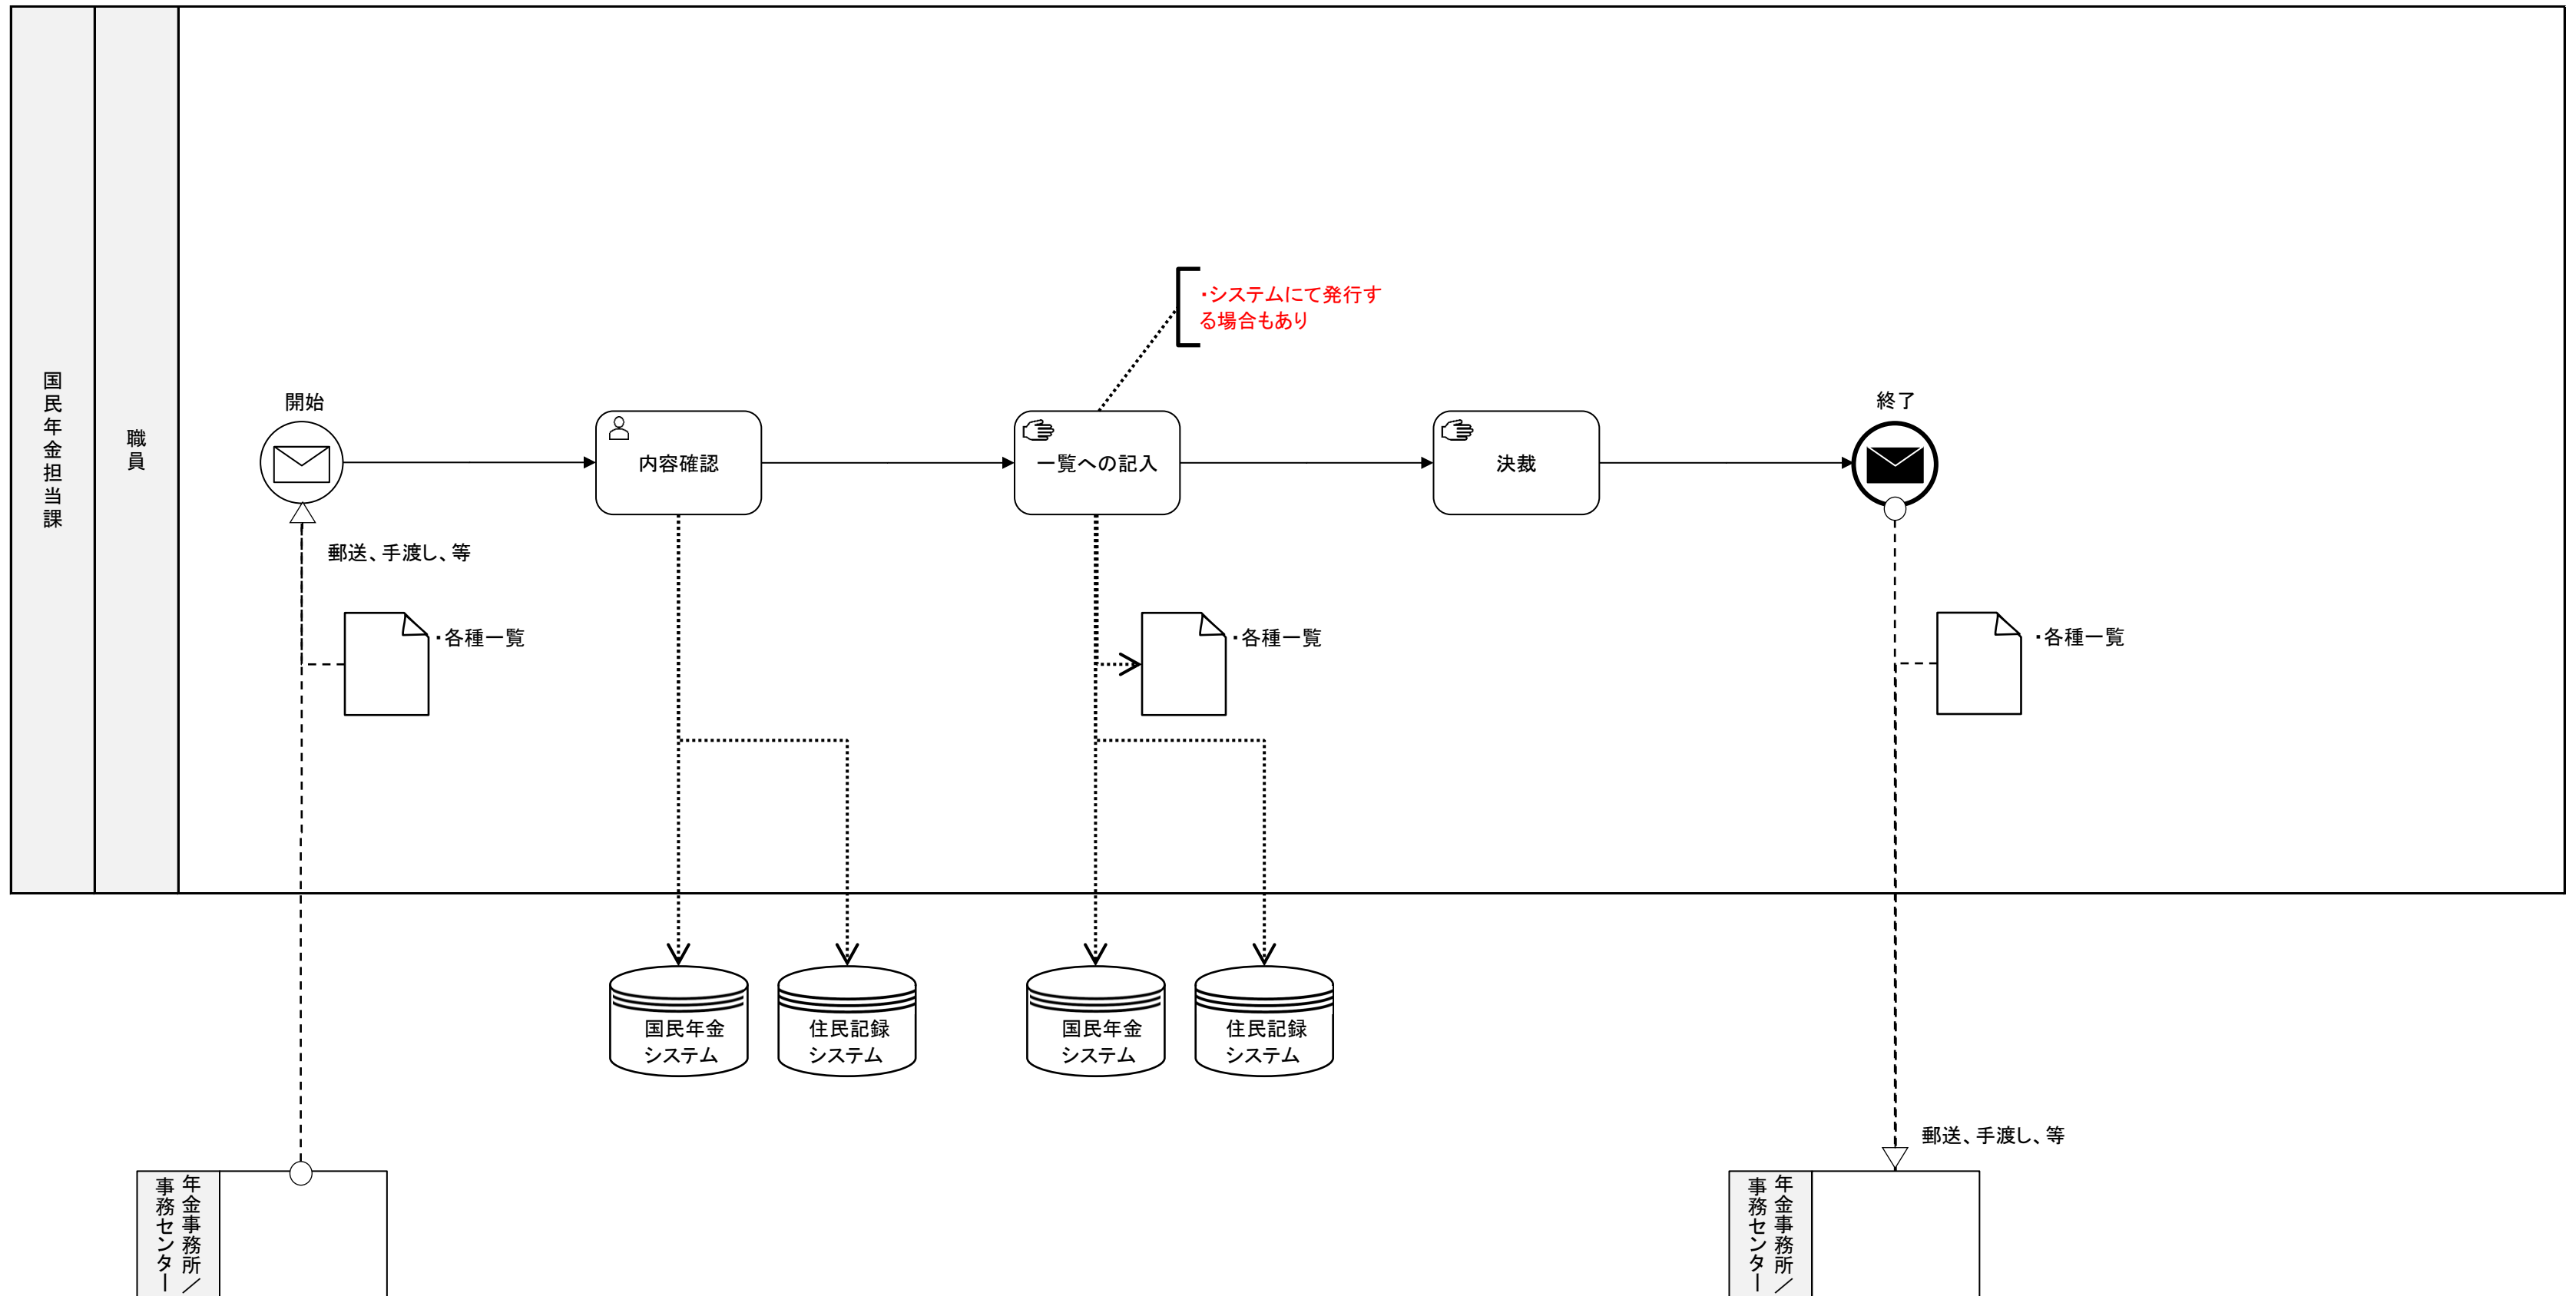 国民年金担当課
職員
・システムにて発行す
る場合もあり
開始
内容確認
一覧への記入
決裁
終了
郵送、手渡し、等
・各種一覧
・各種一覧
・各種一覧
国民年金
システム
住民記録
システム
国民年金
システム
住民記録
システム
郵送、手渡し、等
年金事務所／
事務センター
年金事務所／
事務センター